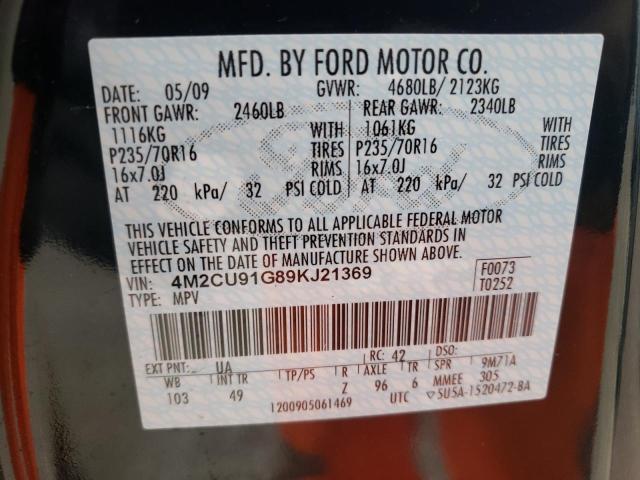 MFD. BY FORD MOTOR CO.
DATE: 05/09 GVWR: 4680LB/ 2123KG
FRONT GAWR: 2460LB REAR GAWR: 2340LB
1116KG WITH 1061KG WITH
P235/70R16 TIRES P235/70R16 TIRES
16x7.0J RIMS 16x7.0J RIMS
AT 220 kPa/ 32 PSI COLD AT 220 kPa/ 32 PSI COLD
THIS VEHICLE CONFORMS TO ALL APPLICABLE FEDERAL MOTOR
VEHICLE SAFETY AND THEFT PREVENTION STANDARDS IN
EFFECT ON THE DATE OF MANUFACTURE SHOWN ABOVE.
VIN: 4M2CU91G89KJ21369 F0073
TYPE: MPV T0252
EXT PNT: UA RC: 42 DSO:
WB INT TR TP/PS R AXLE TR SPR 9M71A
103 49 Z 96 6 MMEE 305
1200905061469 UTC 5U5A-1520472-BA
Ford